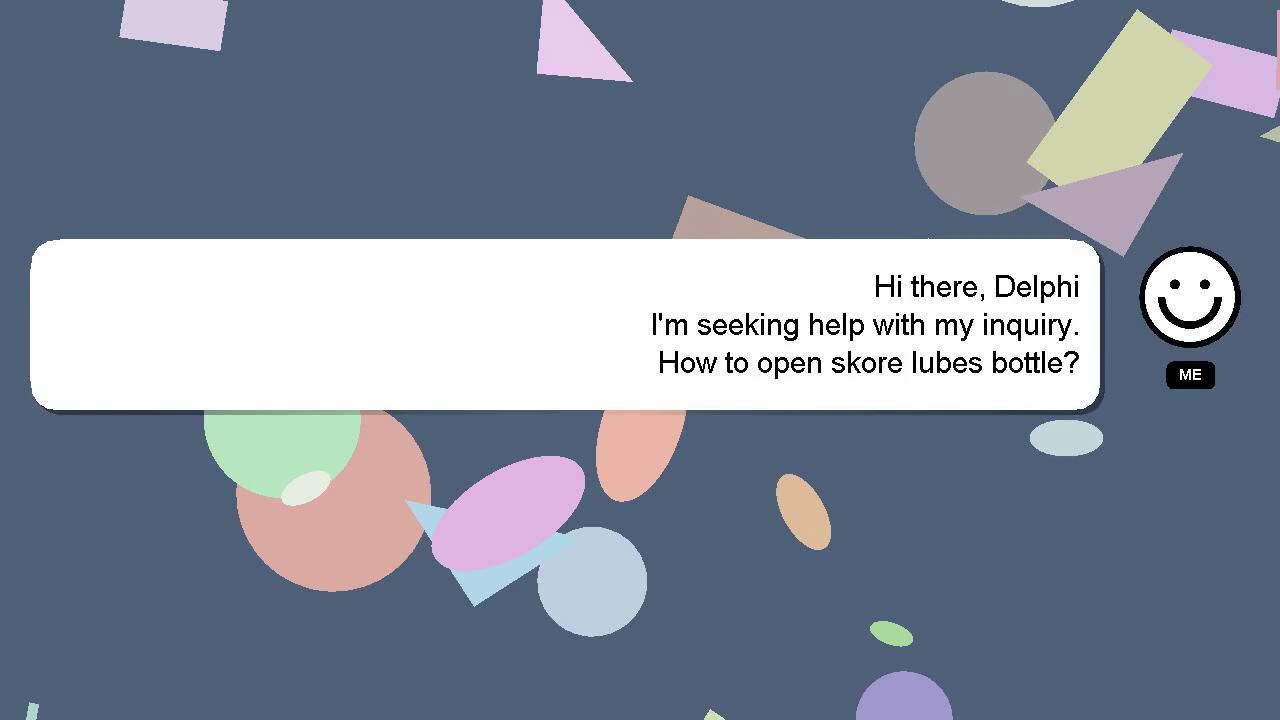 Hi there, Delphi
I'm seeking help with my inquiry.
How to open skore lubes bottle?
ME